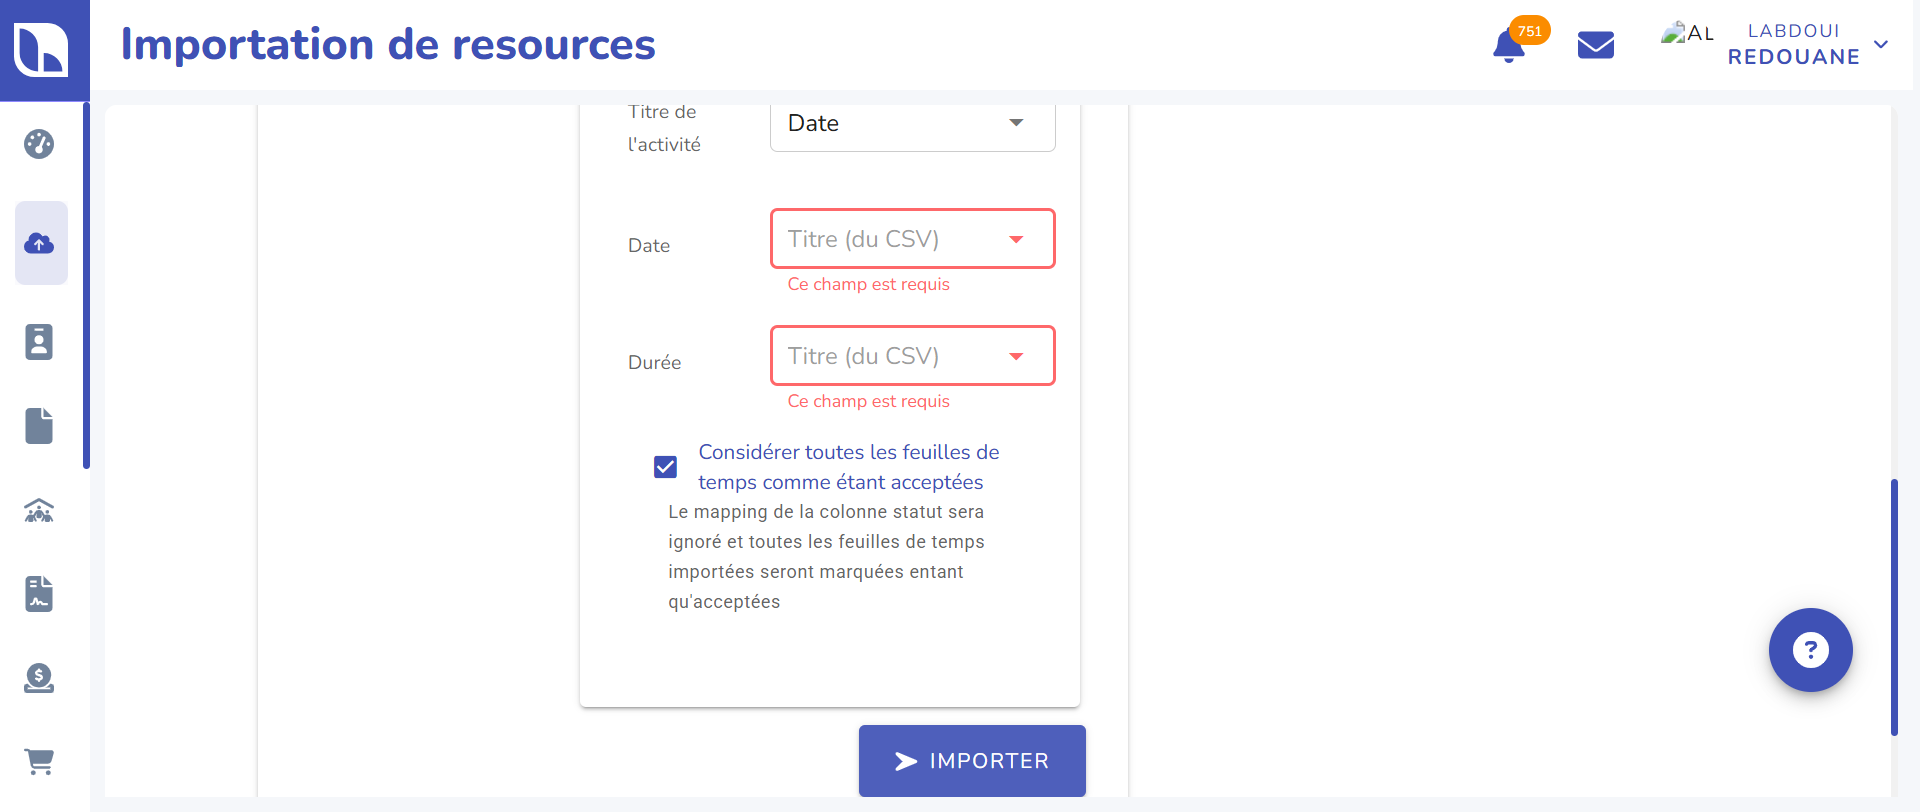 Importation de resources
751
AL
LABDOUI
REDOUANE
Titre de
l'activité
Date
Date
Titre (du CSV)
Ce champ est requis
Durée
Titre (du CSV)
Ce champ est requis
Considérer toutes les feuilles de
temps comme étant acceptées
Le mapping de la colonne statut sera
ignoré et toutes les feuilles de temps
importées seront marquées entant
qu'acceptées
IMPORTER